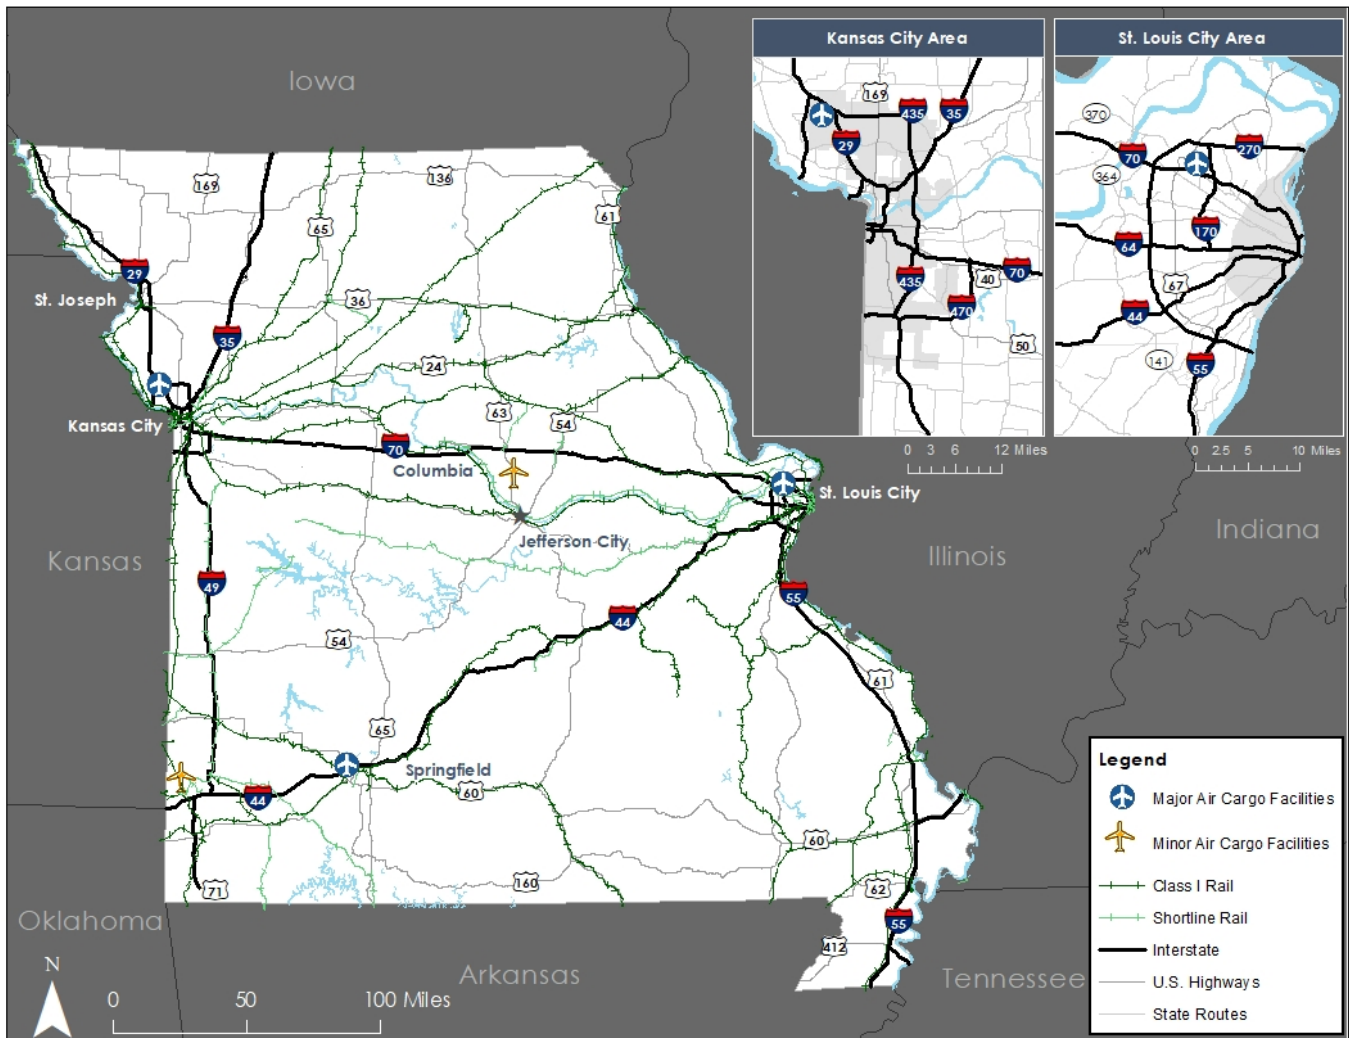 Kansas City Area
169
435
35
29
435
70
40
470
50
0 3 6 12 Miles
St. Louis City Area
370
70
270
364
170
64
67
44
141
55
0 2.5 5 10 Miles
Iowa
169
136
61
65
29
St. Joseph
36
35
24
63
54
Kansas City
70
Columbia
St. Louis City
Jefferson City
Kansas
Illinois
Indiana
49
55
44
54
61
65
Springfield
60
44
60
71
160
62
Oklahoma
55
412
Arkansas
Tennessee
N
0 50 100 Miles
Legend
Major Air Cargo Facilities
Minor Air Cargo Facilities
Class I Rail
Shortline Rail
Interstate
U.S. Highways
State Routes